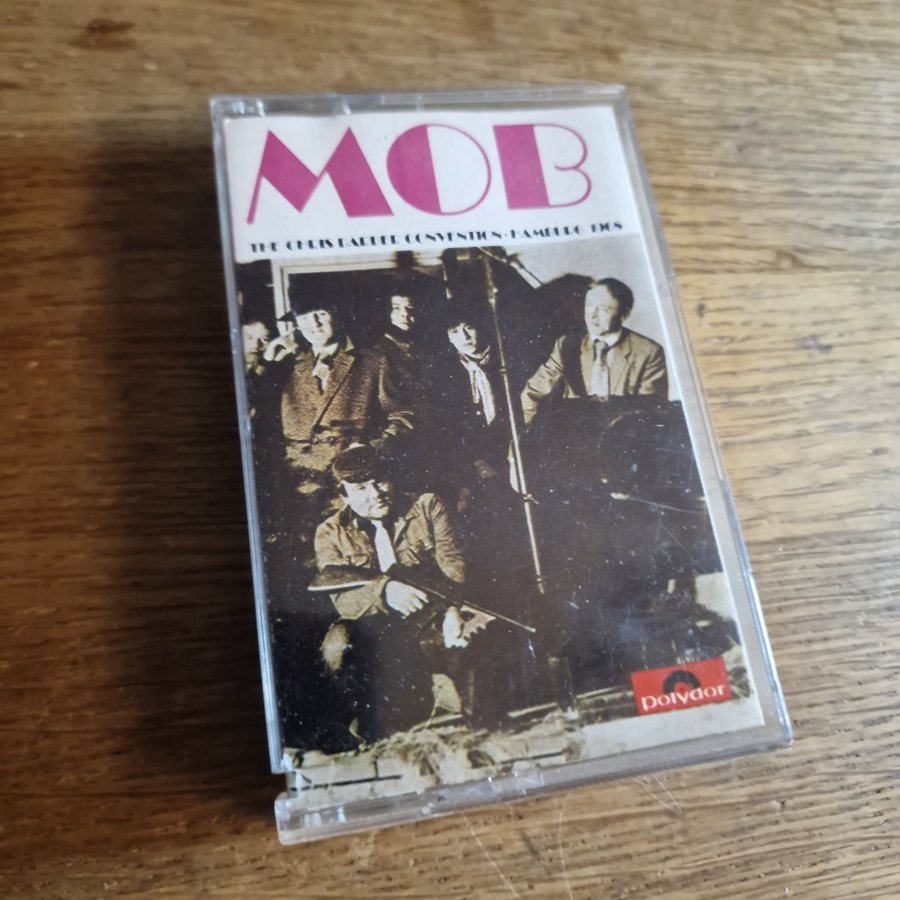 MOB
THE CHRIS BARBER CONVENTION · HAMBURG 1968
polydor